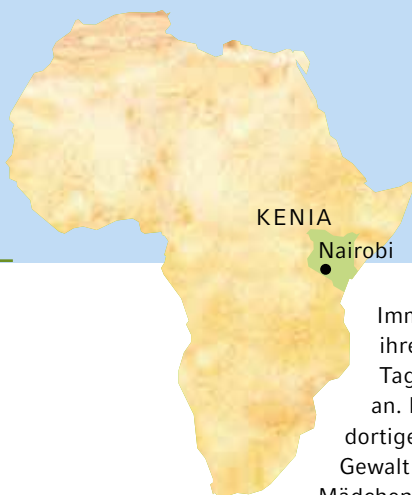 KENIA
Nairobi
Imm
ihre
Tag
an.
dortige
Gewalt
Mädchen